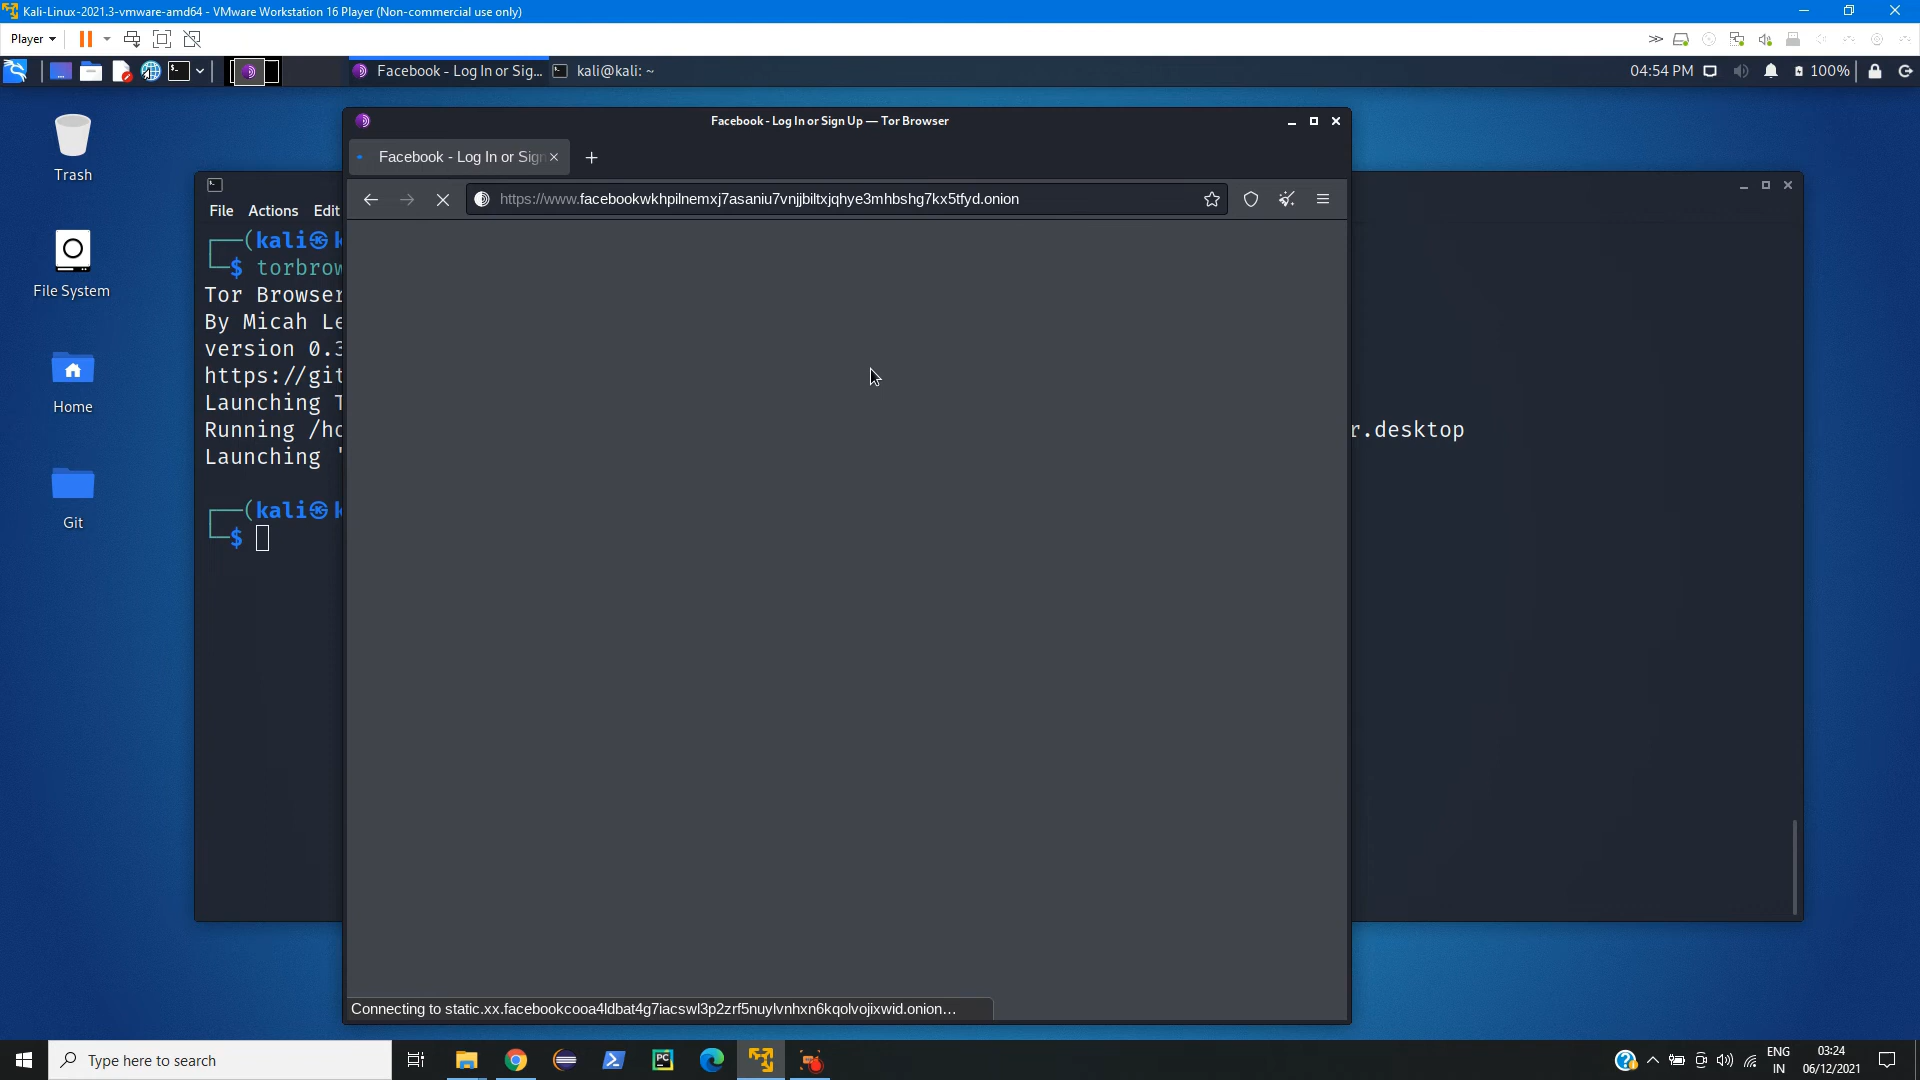 Kali-Linux-2021.3-vmware-amd64 - VMware Workstation 16 Player (Non-commercial use only)
Player
Facebook - Log In or Sig...
kali@kali: ~
04:54 PM
100%
Trash
File System
Home
Git
Facebook - Log In or Sign Up — Tor Browser
Facebook - Log In or Sign
https://www.facebookwkhpilnemxj7asaniu7vnjjbiltxjqhye3mhbshg7kx5tfyd.onion
File Actions Edit
(kali㉿k
$ torbrow
Tor Browser
By Micah Le
version 0.3
https://git
Launching T
Running /ho
r.desktop
Launching '
(kali㉿k
$
Connecting to static.xx.facebookcooa4ldbat4g7iacswl3p2zrf5nuylvnhxn6kqolvojixwid.onion…
Type here to search
ENG
IN
03:24
06/12/2021